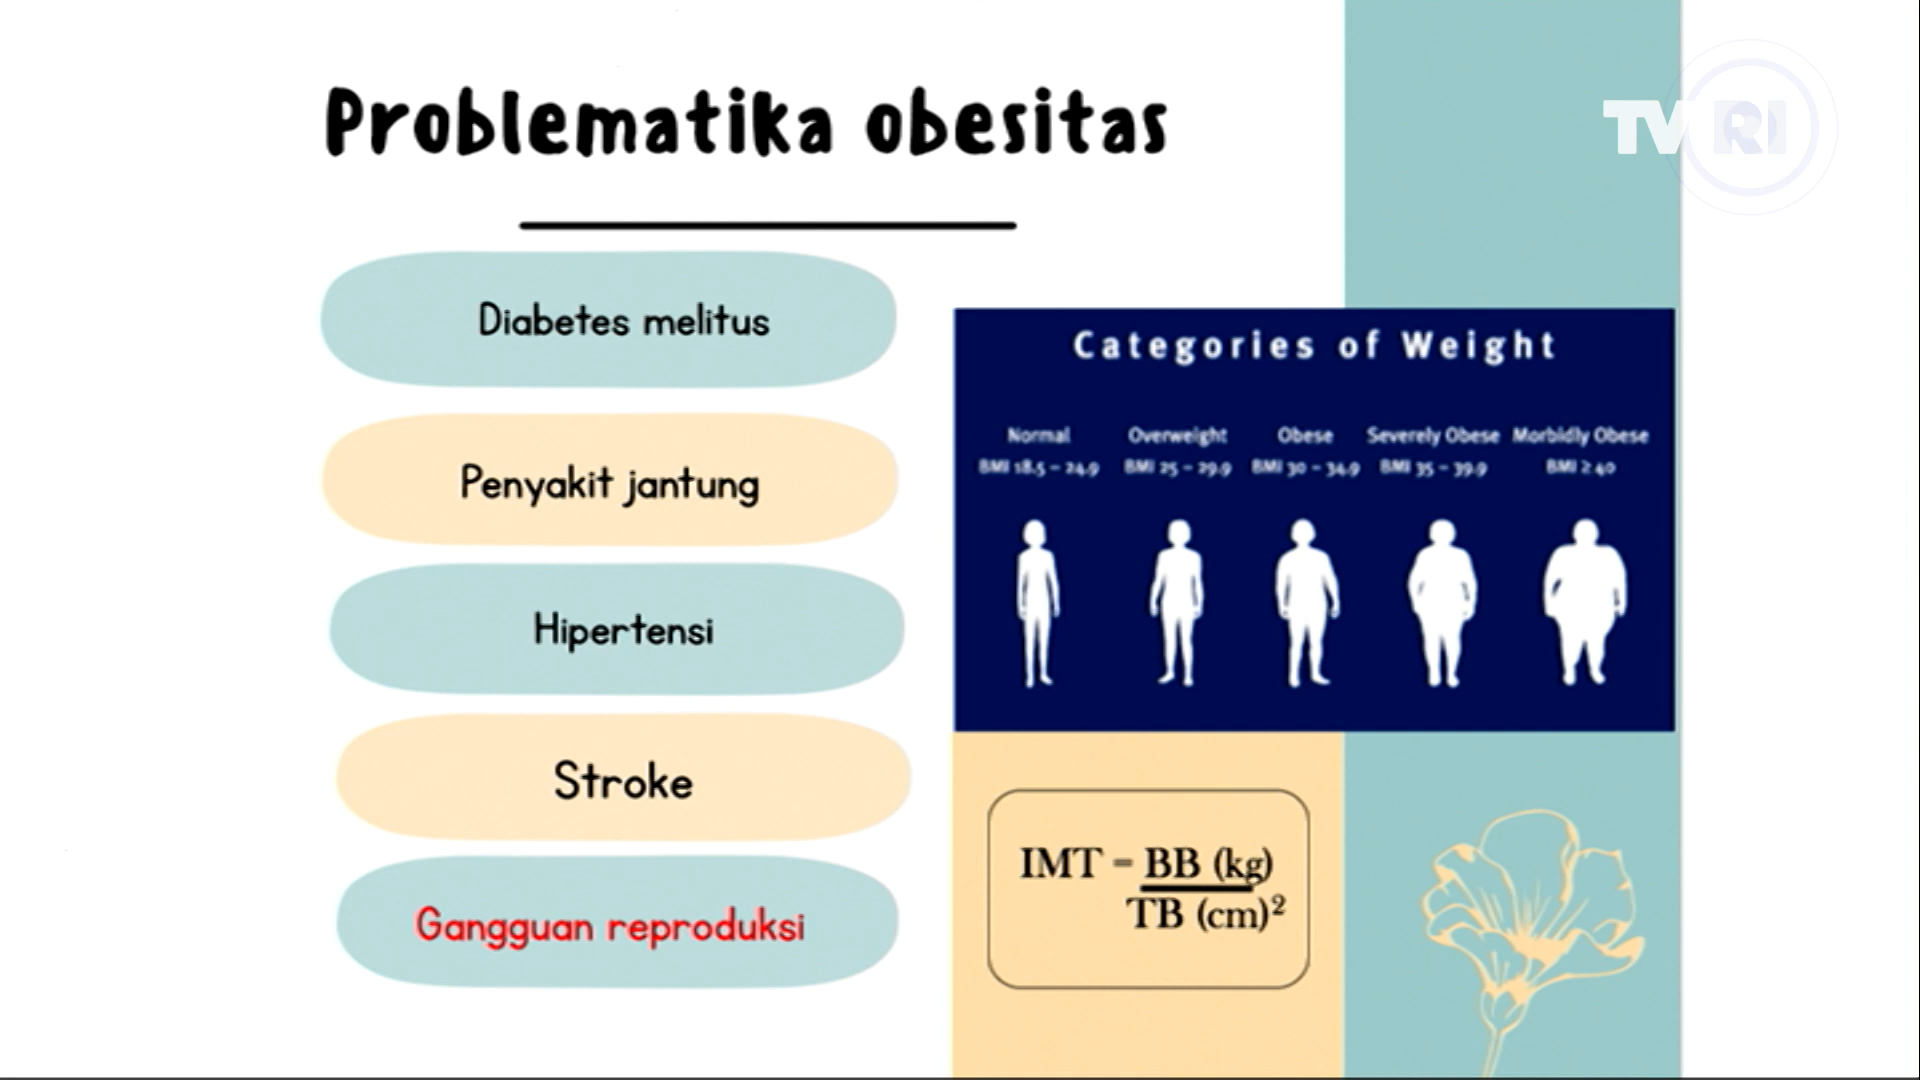 Problematika obesitas
TVRI
Diabetes melitus
Penyakit jantung
Hipertensi
Stroke
Gangguan reproduksi
Categories of Weight
Normal
BMI 18.5 – 24.9
Overweight
BMI 25 – 29.9
Obese
BMI 30 – 34.9
Severely Obese
BMI 35 – 39.9
Morbidly Obese
BMI ≥ 40
IMT = BB (kg)
TB (cm)²